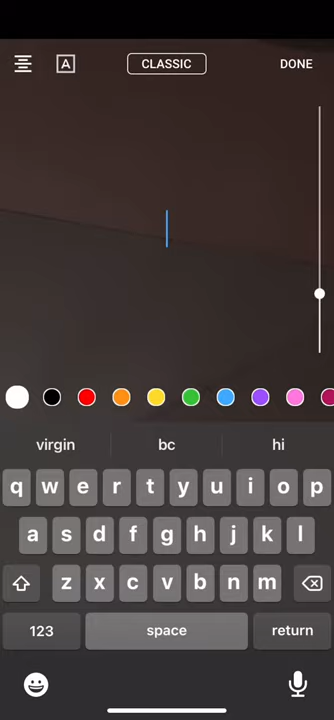 A CLASSIC DONE
virgin bc hi
q w e r t y u i o p
a s d f g h j k l
z x c v b n m
123 space return